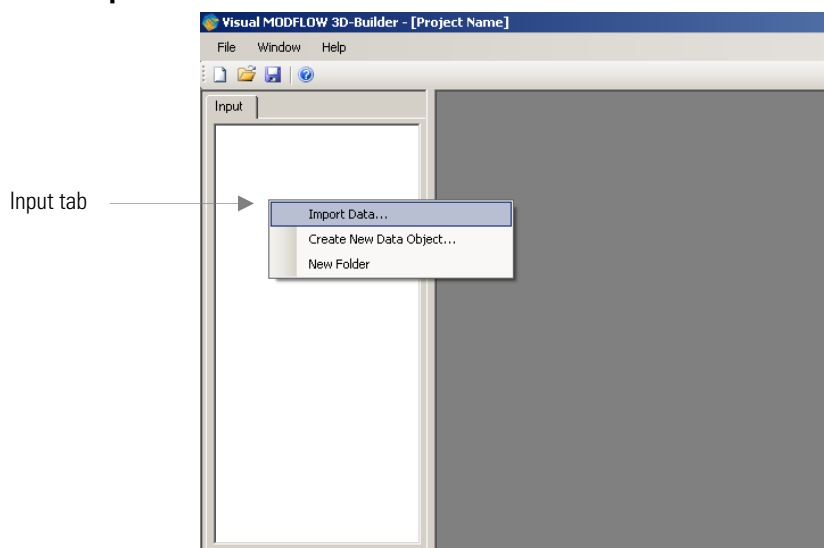 Visual MODFLOW 3D-Builder - [Project Name]
File Window Help
Input
Input tab
Import Data...
Create New Data Object...
New Folder